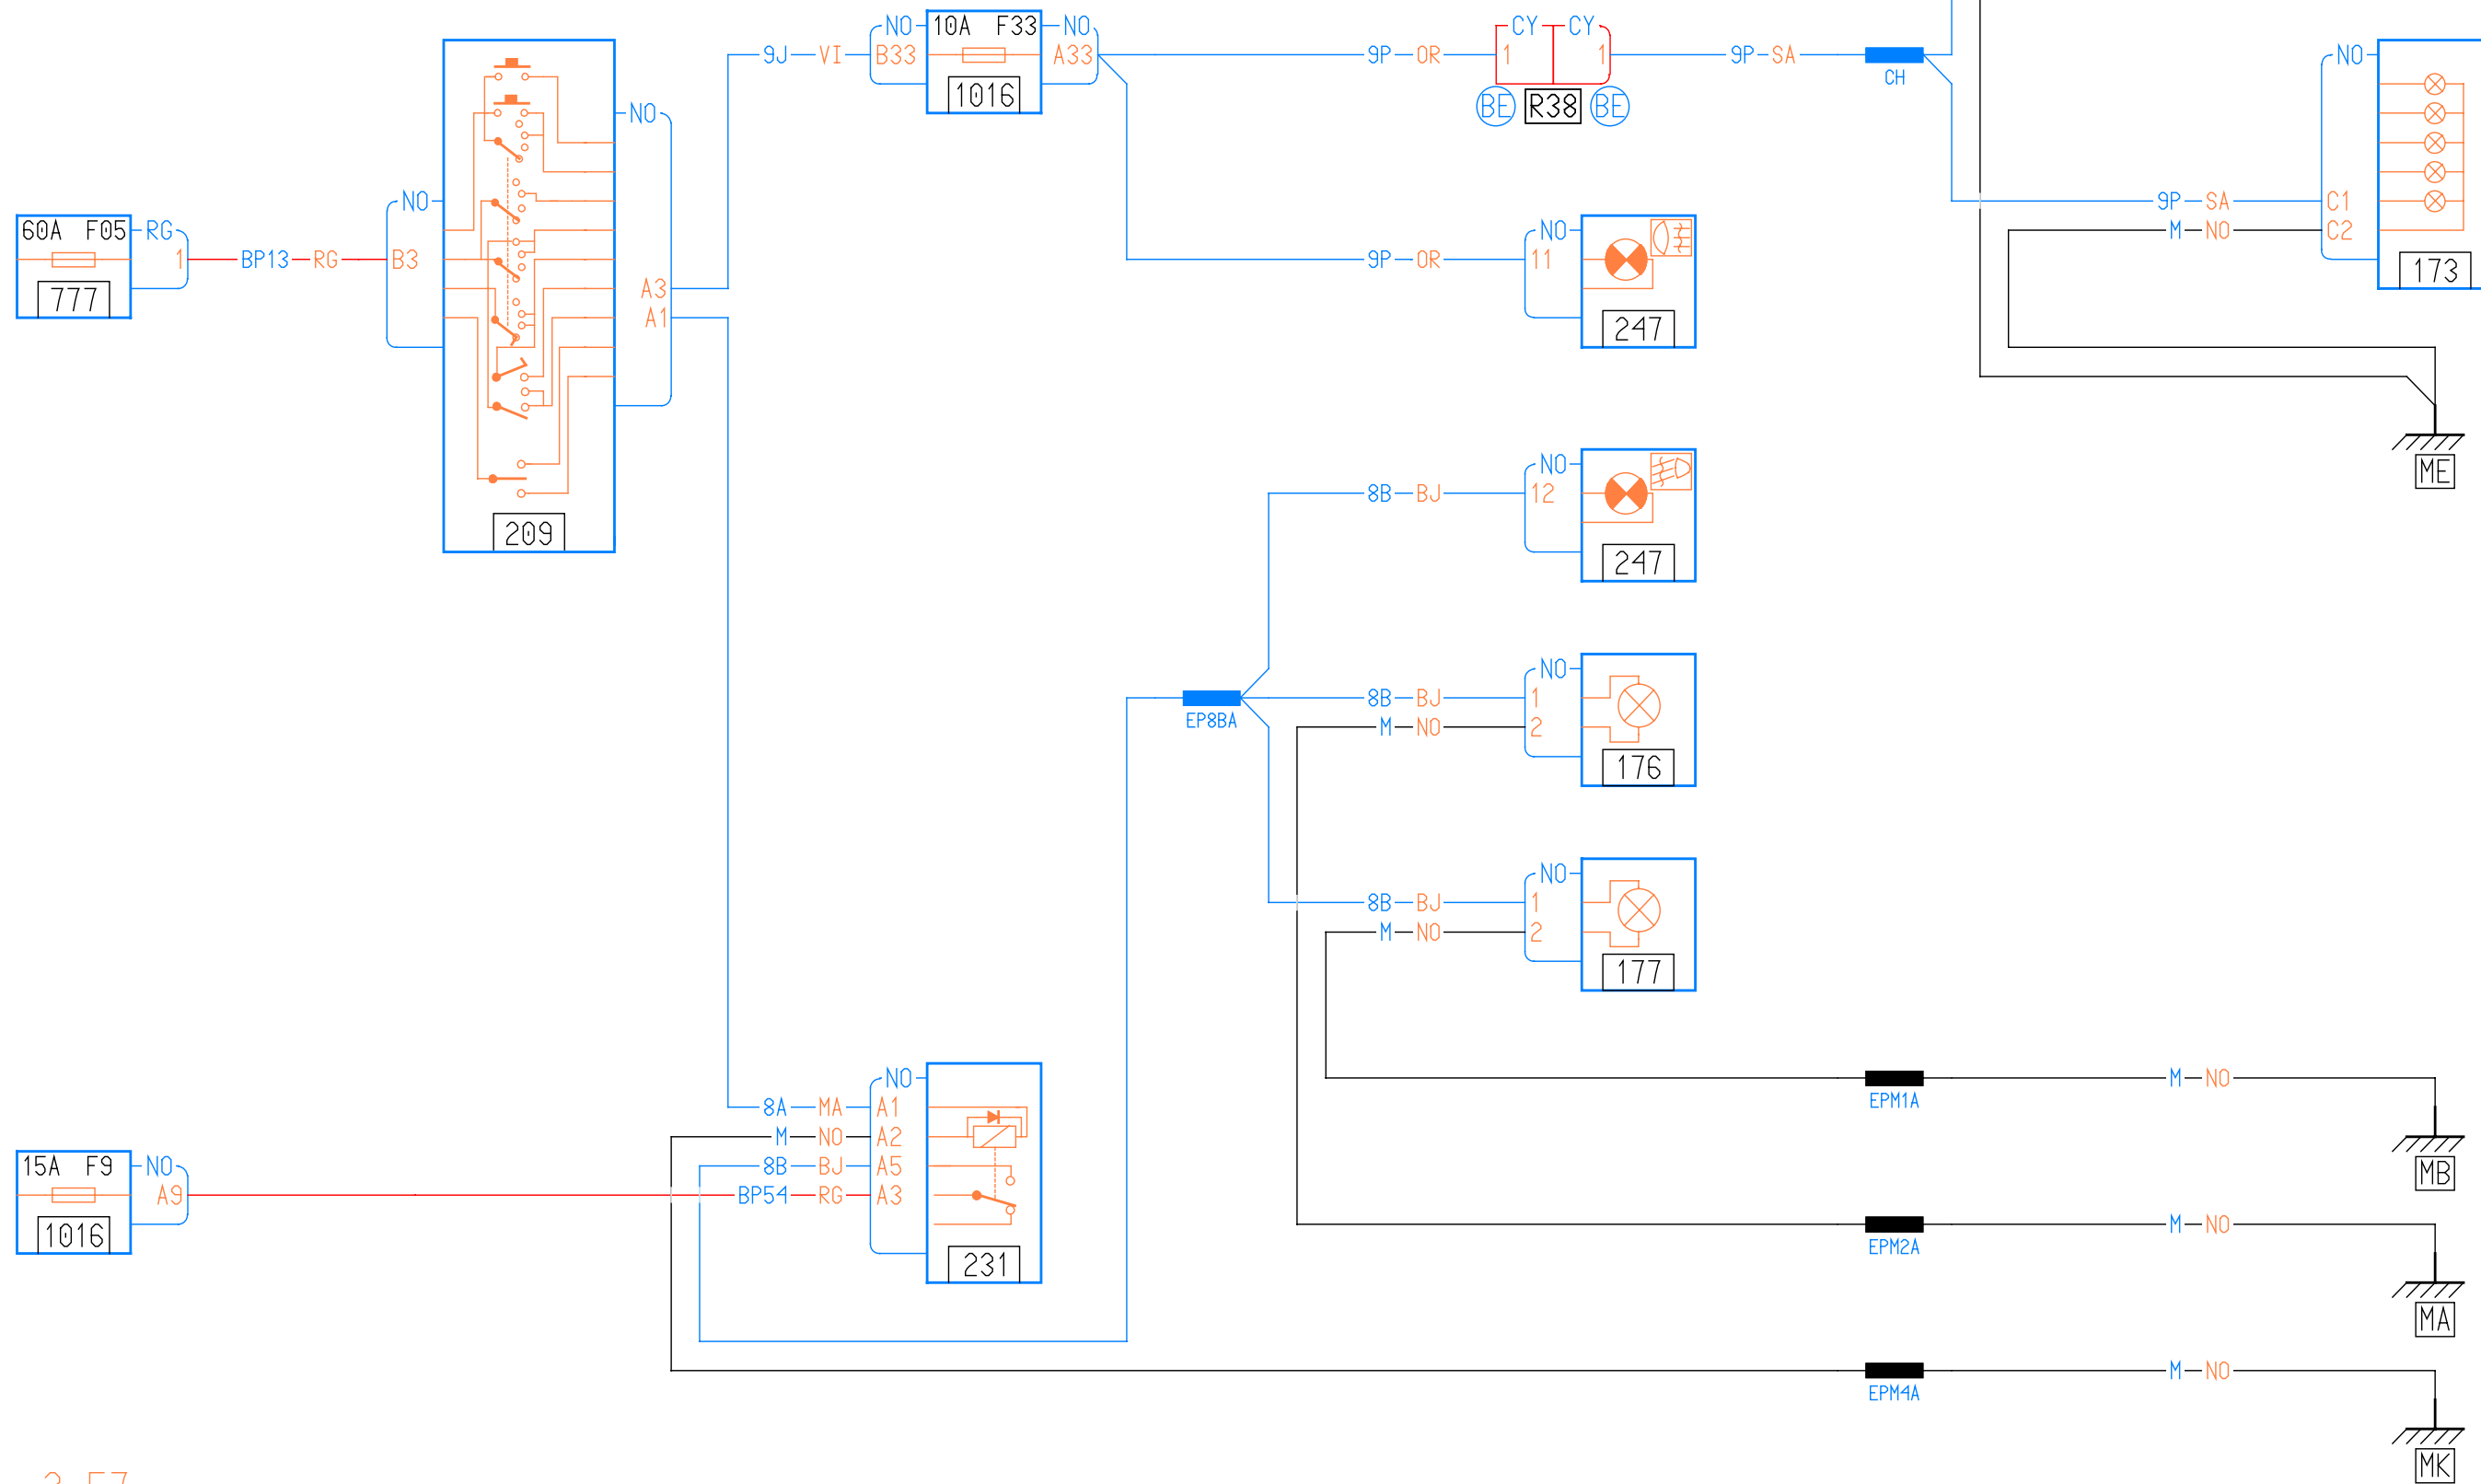 NO 10A F33 NO CY CY
9J VI B33 A33 9P OR 1 1 9P SA NO
1016 BE R38 BE CH
NO
NO 9P SA C1
60A F05 RG NO M NO C2
1 BP13 RG B3 9P OR 11 173
777 A3
A1 247
NO ME
8B BJ 12
209
247
NO
8B BJ 1
EP8BA M NO 2
176
NO
8B BJ 1
M NO 2
177
NO M NO
8A MA A1 EPM1A
M NO A2
15A F9 NO 8B BJ A5 MB
A9 BP54 RG A3
1016 M NO
231 EPM2A
MA
M NO
EPM4A
MK